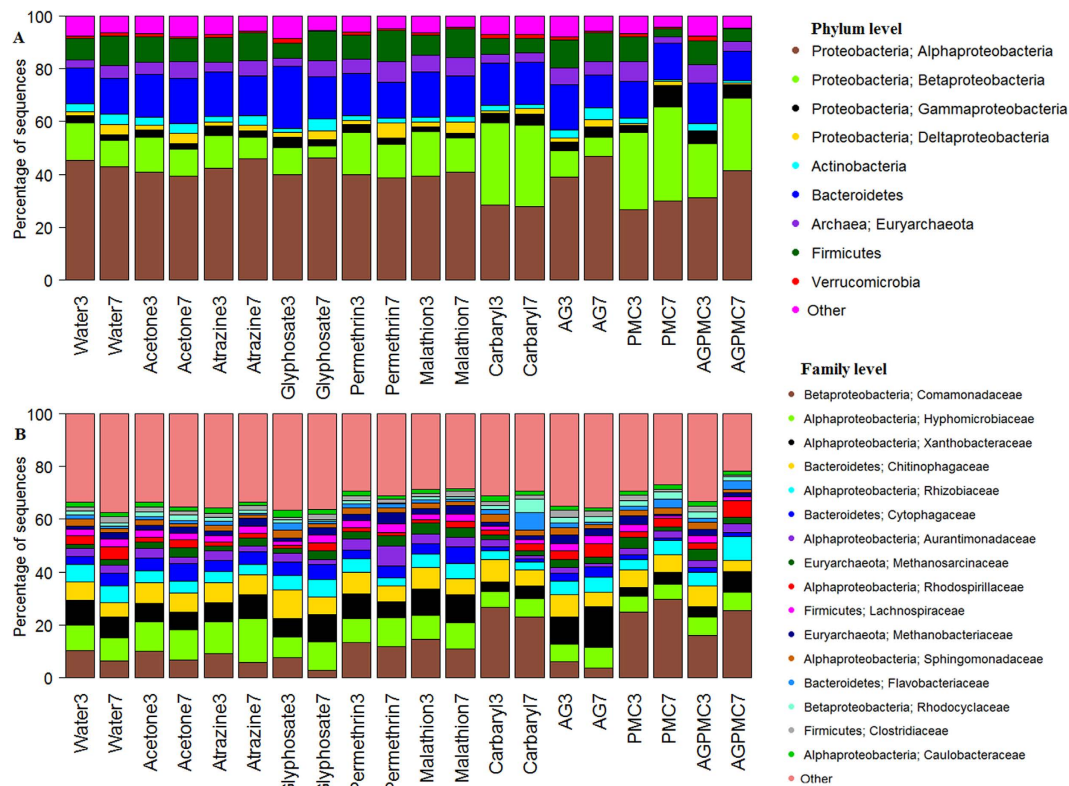 A
Percentage of sequences
100
80
60
40
20
0
Water3
Water7
Acetone3
Acetone7
Atrazine3
Atrazine7
Glyphosate3
Glyphosate7
Permethrin3
Permethrin7
Malathion3
Malathion7
Carbaryl3
Carbaryl7
AG3
AG7
PMC3
PMC7
AGPMC3
AGPMC7
Phylum level
Proteobacteria; Alphaproteobacteria
Proteobacteria; Betaproteobacteria
Proteobacteria; Gammaproteobacteria
Proteobacteria; Deltaproteobacteria
Actinobacteria
Bacteroidetes
Archaea; Euryarchaeota
Firmicutes
Verrucomicrobia
Other
B
Percentage of sequences
100
80
60
40
20
0
Water3
Water7
Acetone3
Acetone7
Atrazine3
Atrazine7
Glyphosate3
Glyphosate7
Permethrin3
Permethrin7
Malathion3
Malathion7
Carbaryl3
Carbaryl7
AG3
AG7
PMC3
PMC7
AGPMC3
AGPMC7
Family level
Betaproteobacteria; Comamonadaceae
Alphaproteobacteria; Hyphomicrobiaceae
Alphaproteobacteria; Xanthobacteraceae
Bacteroidetes; Chitinophagaceae
Alphaproteobacteria; Rhizobiaceae
Bacteroidetes; Cytophagaceae
Alphaproteobacteria; Aurantimonadaceae
Euryarchaeota; Methanosarcinaceae
Alphaproteobacteria; Rhodospirillaceae
Firmicutes; Lachnospiraceae
Euryarchaeota; Methanobacteriaceae
Alphaproteobacteria; Sphingomonadaceae
Bacteroidetes; Flavobacteriaceae
Betaproteobacteria; Rhodocyclaceae
Firmicutes; Clostridiaceae
Alphaproteobacteria; Caulobacteraceae
Other